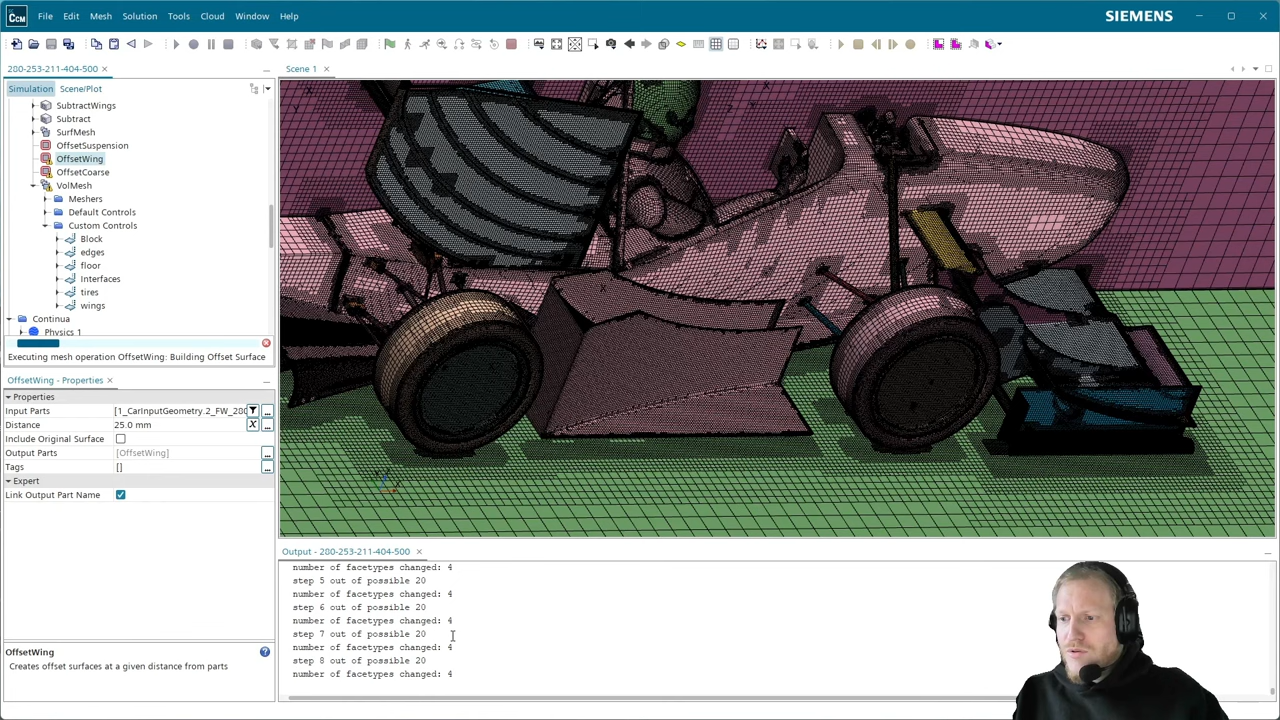 CCM File Edit Mesh Solution Tools Cloud Window Help SIEMENS
280-253-211-404-500
Simulation Scene/Plot
SubtractWings
Subtract
SurfMesh
OffsetSuspension
OffsetWing
OffsetCoarse
VolMesh
Meshers
Default Controls
Custom Controls
Block
edges
floor
Interfaces
tires
wings
Continua
Physics 1
Executing mesh operation OffsetWing: Building Offset Surface
OffsetWing - Properties
Properties
Input Parts [1_CarInputGeometry.2_FW_280
Distance 25.0 mm
Include Original Surface
Output Parts [OffsetWing]
Tags []
Expert
Link Output Part Name
OffsetWing
Creates offset surfaces at a given distance from parts
Scene 1
Output - 280-253-211-404-500
number of facetypes changed: 4
step 5 out of possible 20
number of facetypes changed: 4
step 6 out of possible 20
number of facetypes changed: 4
step 7 out of possible 20
number of facetypes changed: 4
step 8 out of possible 20
number of facetypes changed: 4